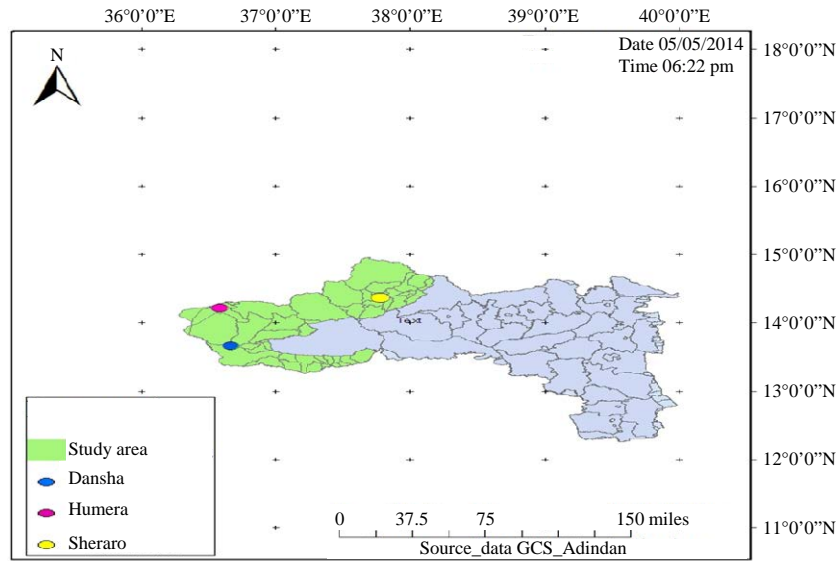 36°0'0"E 37°0'0"E 38°0'0"E 39°0'0"E 40°0'0"E
N
Date 05/05/2014
Time 06:22 pm
18°0'0"N
17°0'0"N
16°0'0"N
15°0'0"N
14°0'0"N
13°0'0"N
12°0'0"N
11°0'0"N
Study area
Dansha
Humera
Sheraro
0 37.5 75 150 miles
Source_data GCS_Adindan